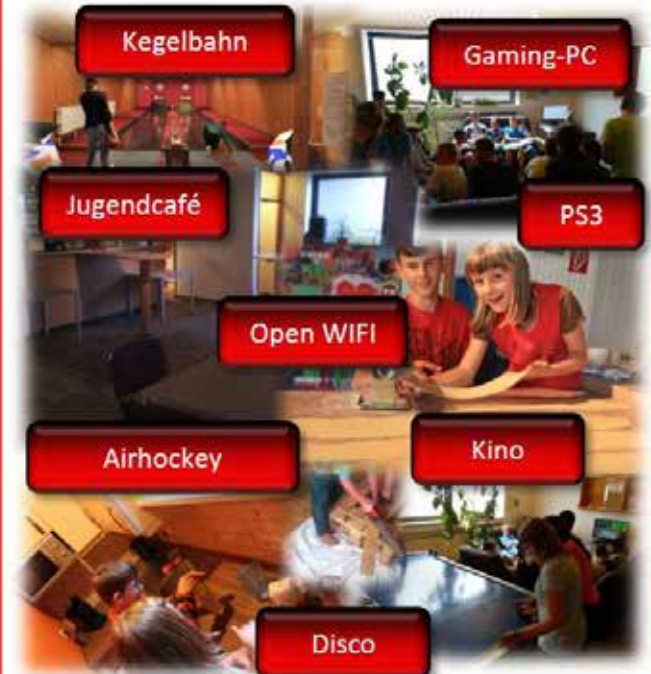 Kegelbahn
Gaming-PC
Jugendcafé
PS3
Open WIFI
Airhockey
Kino
Disco